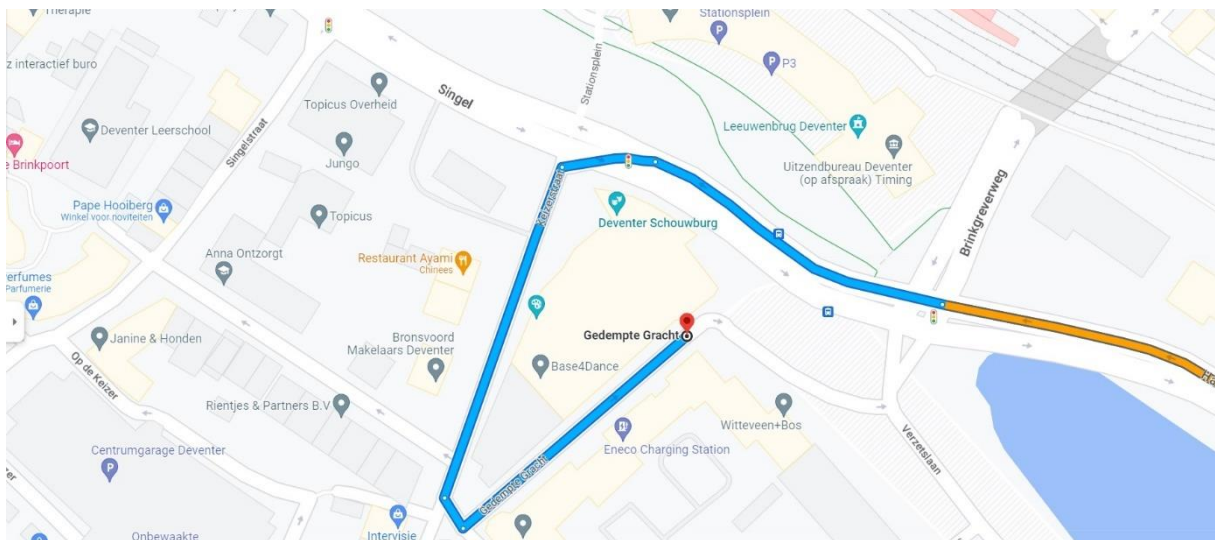 Therapie
Stationsplein
P
P
P3
z interactief buro
Topicus Overheid
Singel
Stationsplein
Deventer Leerschool
Singelstraat
Leeuwenbrug Deventer
Jungo
Uitzendbureau Deventer
(op afspraak) Timing
e Brinkpoort
Keizerstraat
Brinkgreverweg
Pape Hooiberg
Winkel voor noviteiten
Topicus
Deventer Schouwburg
Anna Ontzorgt
Restaurant Ayami
Chinees
erfumes
Parfumerie
Gedempte Gracht
Janine & Honden
Bronsvoord
Makelaars Deventer
Base4Dance
Op de Keizer
Ha
Rientjes & Partners B.V
Witteveen+Bos
Verzetslaan
Eneco Charging Station
Centrumgarage Deventer
P
Gedempte Gracht
Intervisie
Onbewaakte